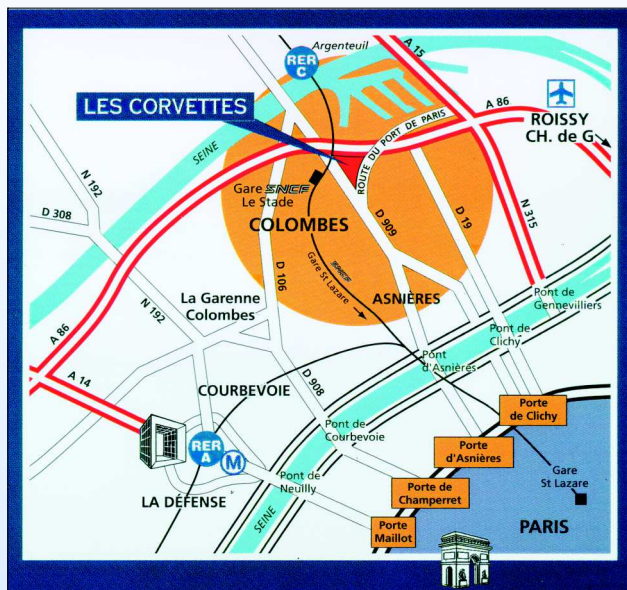 Argenteuil
RER
C
A 15
LES CORVETTES
A 86
ROISSY
CH. de G
SEINE
ROUTE DU PORT DE PARIS
N 192
Gare SNCF
Le Stade
D 308
COLOMBES
D 909
D 19
N 315
D 106
SNCF
Gare St Lazare
La Garenne
Colombes
ASNIÈRES
Pont de
Gennevilliers
N 192
Pont de
Clichy
A 86
A 14
Pont
d'Asnières
COURBEVOIE
D 908
Porte
de Clichy
Pont de
Courbevoie
RER
A
M
Porte
d'Asnières
Gare
St Lazare
Pont de
Neuilly
Porte de
Champerret
LA DÉFENSE
SEINE
Porte
Maillot
PARIS